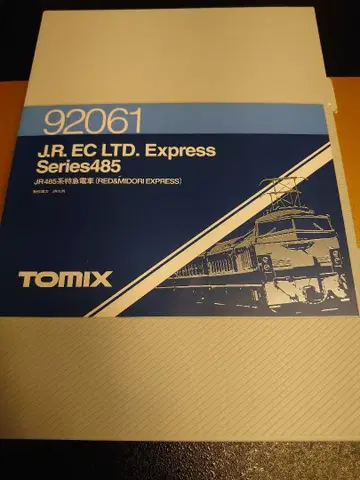 92061
J.R. EC LTD. Express
Series485
JR485系特急電車(RED&MIDORI EXPRESS)
TOMIX